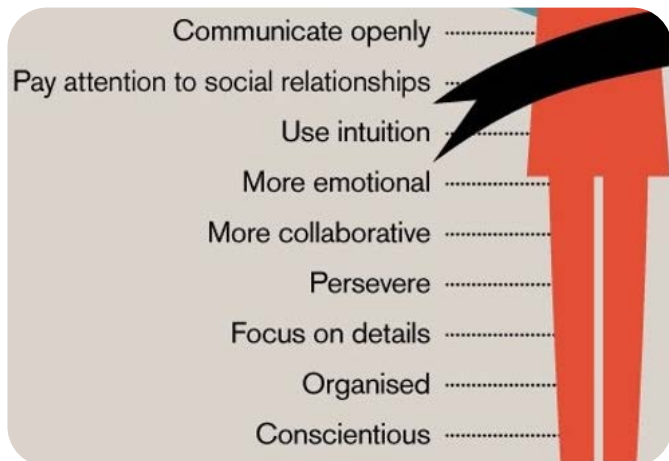 Communicate openly
Pay attention to social relationships
Use intuition
More emotional
More collaborative
Persevere
Focus on details
Organised
Conscientious